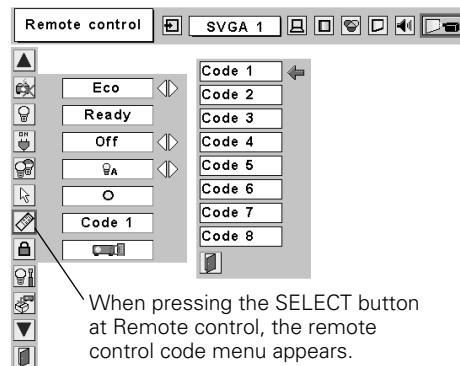 Remote control
SVGA 1
Eco
Ready
ON
Off
A
Code 1
Code 1
Code 2
Code 3
Code 4
Code 5
Code 6
Code 7
Code 8
When pressing the SELECT button
at Remote control, the remote
control code menu appears.